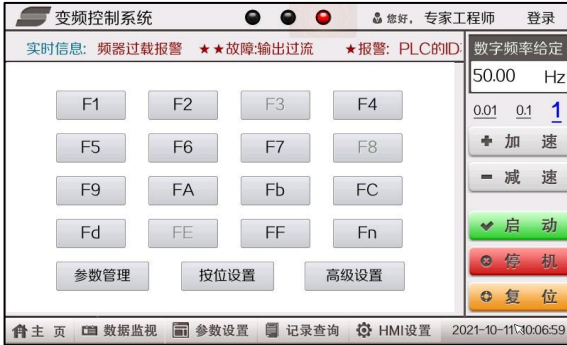 变频控制系统 您好, 专家工程师 登录
实时信息: 频器过载报警 ★★故障:输出过流 ★报警: PLC的ID:
数字频率给定
50.00 Hz
0.01 0.1 1
F1 F2 F3 F4
F5 F6 F7 F8
F9 FA Fb FC
Fd FE FF Fn
参数管理 按位设置 高级设置
加 速
减 速
启 动
停 机
复 位
主 页 数据监视 参数设置 记录查询 HMI设置 2021-10-11 10:06:59